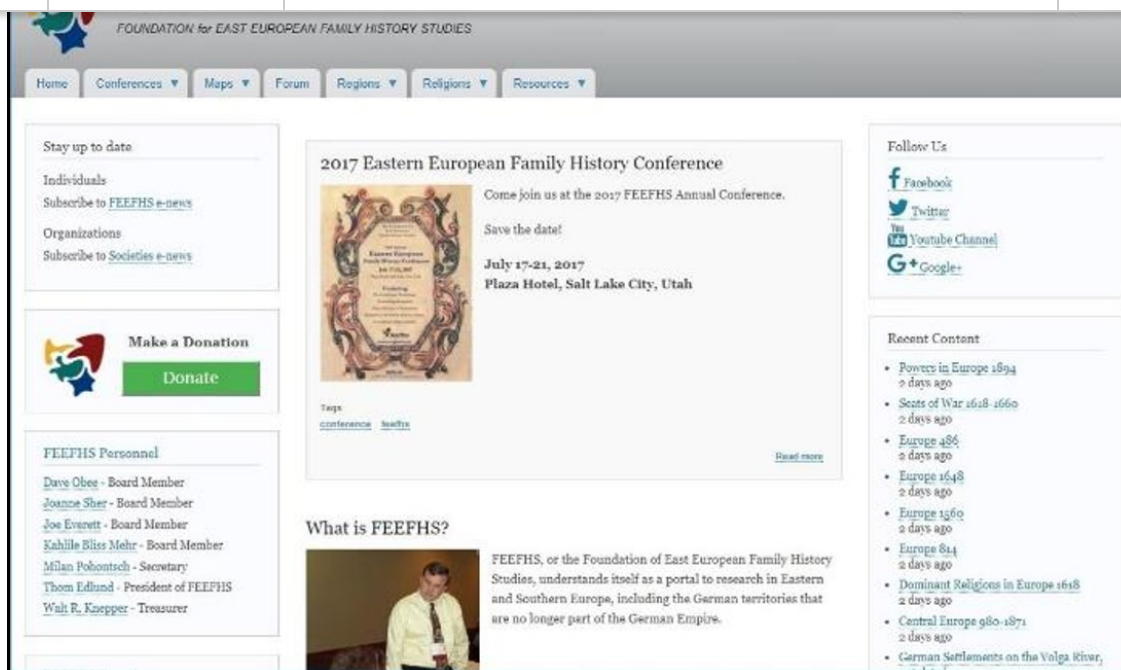 FOUNDATION for EAST EUROPEAN FAMILY HISTORY STUDIES
Home
Conferences ▼
Maps ▼
Forum
Regions ▼
Religions ▼
Resources ▼
Stay up to date
Individuals
Subscribe to FEEFHS e-news
Organizations
Subscribe to Societies e-news
Make a Donation
Donate
FEEFHS Personnel
Dave Obee - Board Member
Joanne Sher - Board Member
Joe Everett - Board Member
Kahlile Bliss Mehr - Board Member
Milan Pohontsch - Secretary
Thom Edlund - President of FEEFHS
Walt R. Knepper - Treasurer
2017 Eastern European Family History Conference
Eastern European
Family History Conference
Come join us at the 2017 FEEFHS Annual Conference.
Save the date!
July 17-21, 2017
Plaza Hotel, Salt Lake City, Utah
Tags
conference feefhs
Read more
What is FEEFHS?
FEEFHS, or the Foundation of East European Family History
Studies, understands itself as a portal to research in Eastern
and Southern Europe, including the German territories that
are no longer part of the German Empire.
Follow Us
Facebook
Twitter
You
Tube Youtube Channel
G+ Google+
Recent Content
Powers in Europe 1894
2 days ago
Seats of War 1618-1660
2 days ago
Europe 486
2 days ago
Europe 1648
2 days ago
Europe 1560
2 days ago
Europe 814
2 days ago
Dominant Religions in Europe 1618
2 days ago
Central Europe 980-1871
2 days ago
German Settlements on the Volga River,